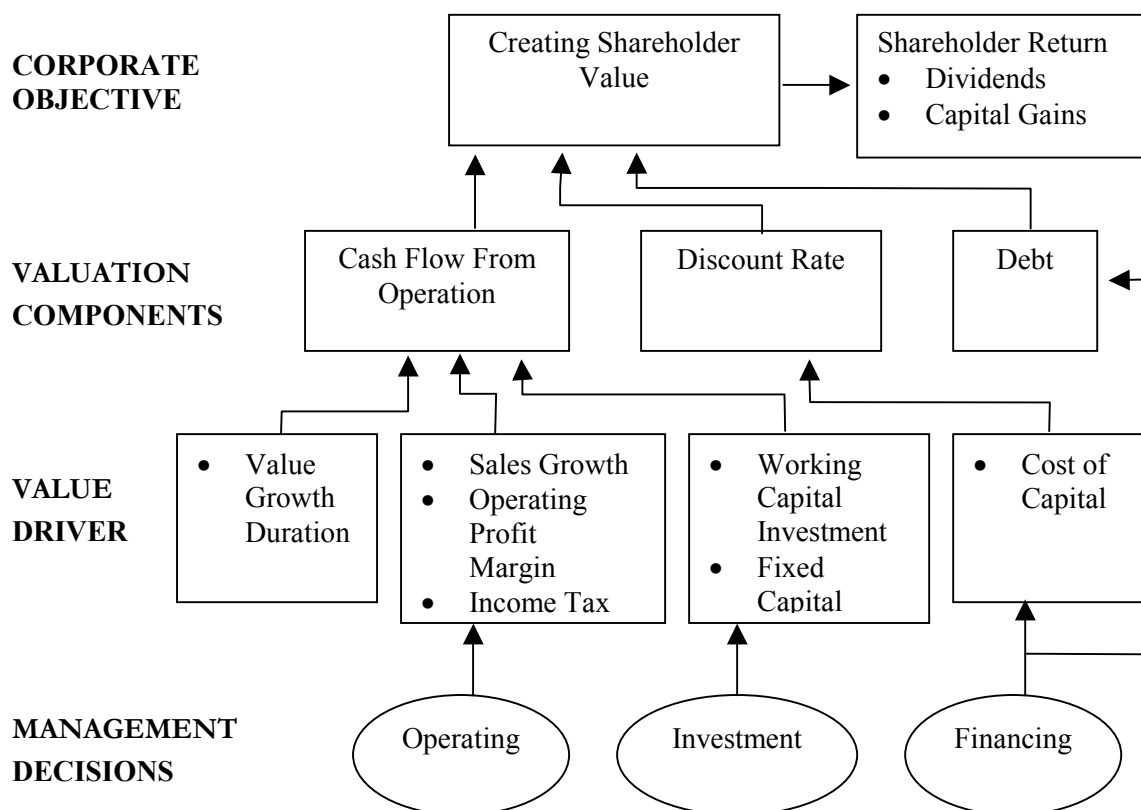 CORPORATE
OBJECTIVE
Creating Shareholder
Value
Shareholder Return
• Dividends
• Capital Gains
VALUATION
COMPONENTS
Cash Flow From
Operation
Discount Rate
Debt
VALUE
DRIVER
• Value
Growth
Duration
• Sales Growth
• Operating
Profit
Margin
• Income Tax
• Working
Capital
Investment
• Fixed
Capital
• Cost of
Capital
MANAGEMENT
DECISIONS
Operating
Investment
Financing